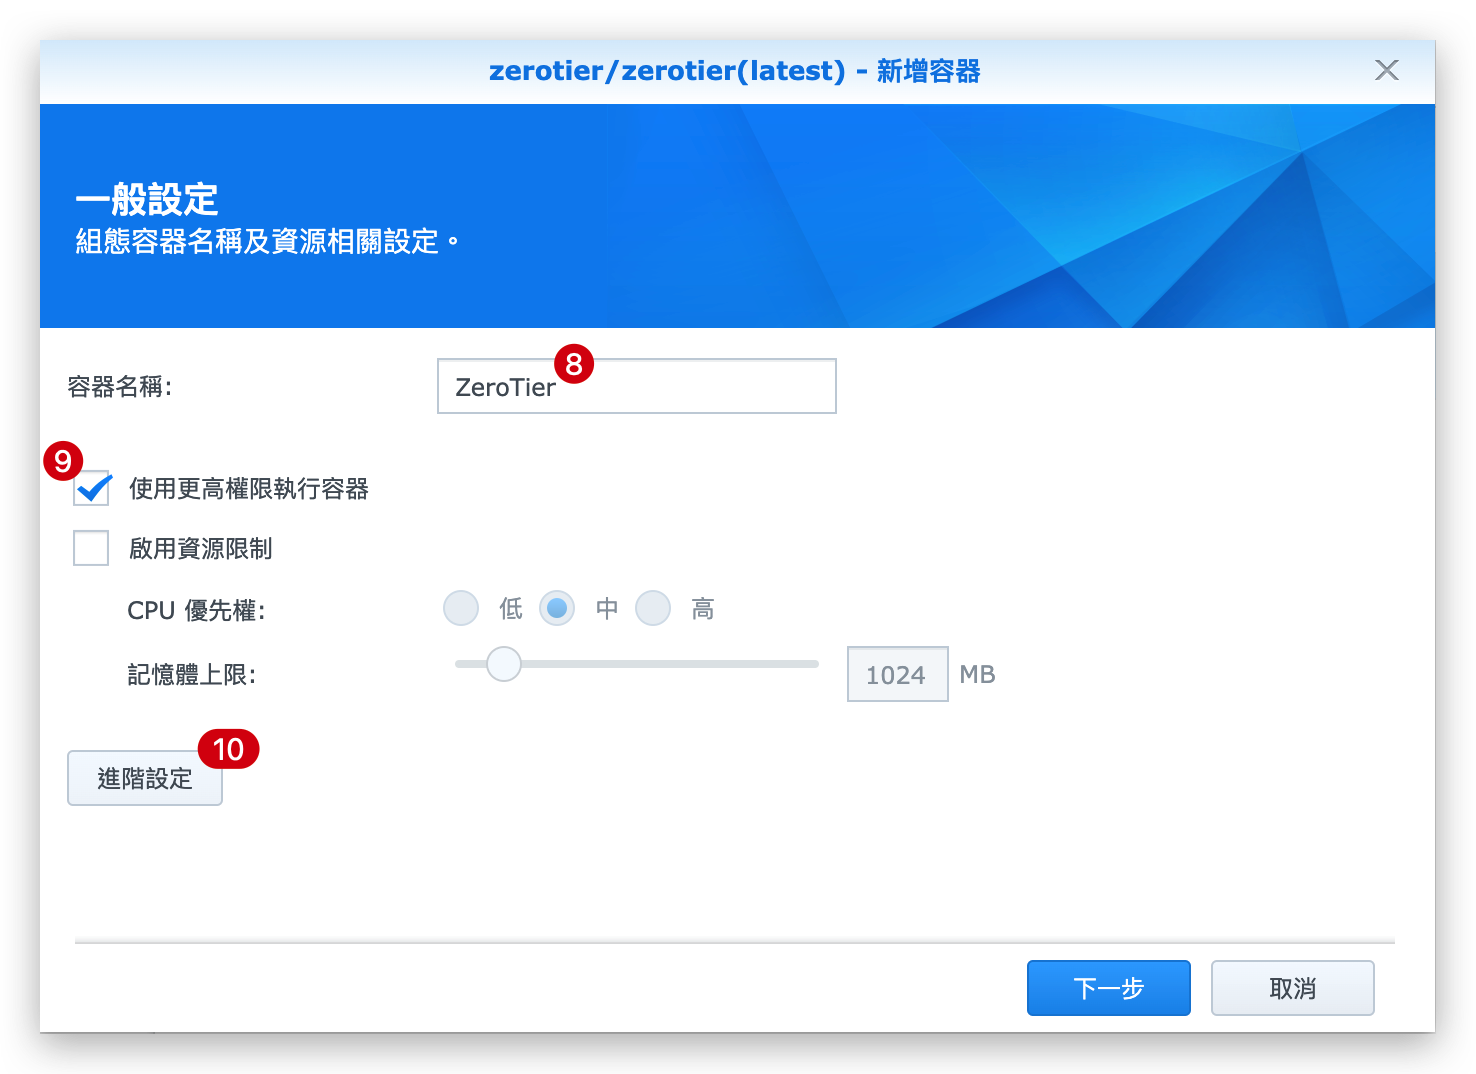 zerotier/zerotier(latest) - 新增容器
一般設定
組態容器名稱及資源相關設定。
8
容器名稱:
ZeroTier
9
使用更高權限執行容器
啟用資源限制
CPU 優先權:
低 中 高
記憶體上限:
1024 MB
10
進階設定
下一步
取消